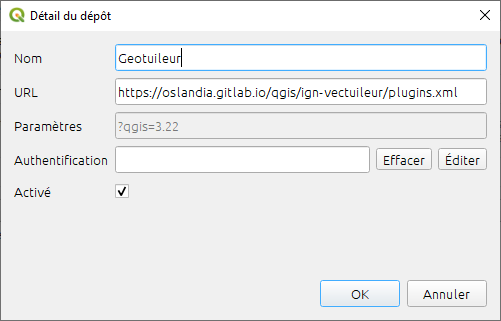 Détail du dépôt
Nom Geotuileur
URL https://oslandia.gitlab.io/qgis/ign-vectuileur/plugins.xml
Paramètres ?qgis=3.22
Authentification Effacer Éditer
Activé
OK Annuler